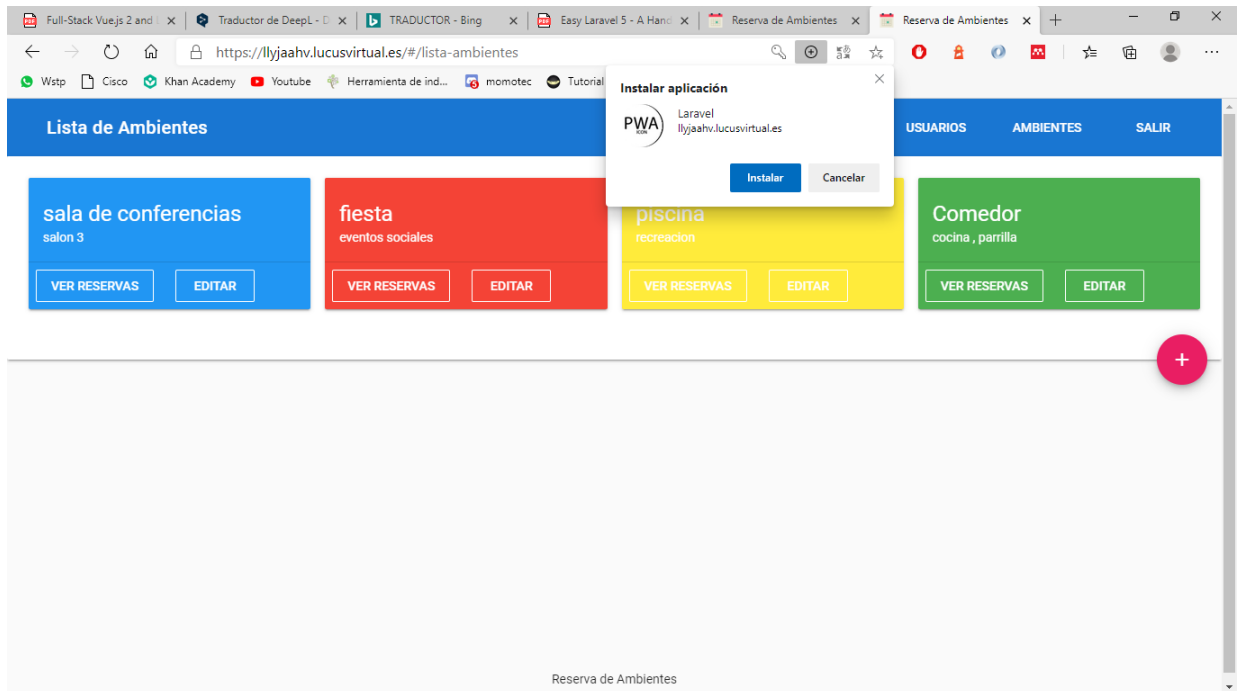 Full-Stack Vue.js 2 and
Traductor de DeepL - D
TRADUCTOR - Bing
Easy Laravel 5 - A Hand
Reserva de Ambientes
Reserva de Ambientes
https://llyjaahv.lucusvirtual.es/#/lista-ambientes
Wstp
Cisco
Khan Academy
Youtube
Herramienta de ind...
momotec
Tutorial
Instalar aplicación
PWA
ICON
Laravel
llyjaahv.lucusvirtual.es
Instalar
Cancelar
Lista de Ambientes
USUARIOS
AMBIENTES
SALIR
sala de conferencias
salon 3
VER RESERVAS
EDITAR
fiesta
eventos sociales
VER RESERVAS
EDITAR
piscina
recreacion
VER RESERVAS
EDITAR
Comedor
cocina , parrilla
VER RESERVAS
EDITAR
+
Reserva de Ambientes